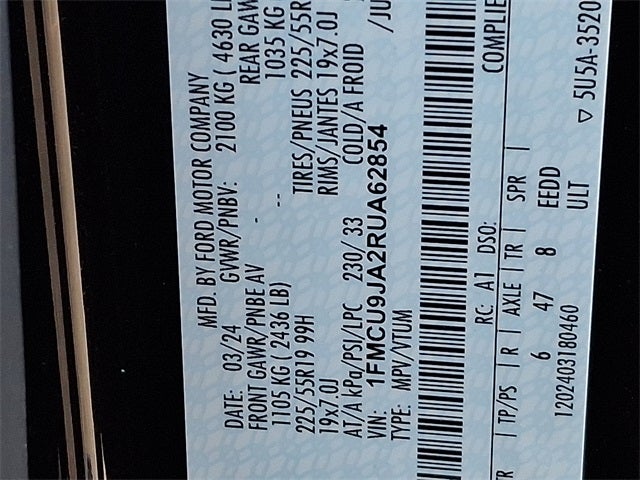 MFD. BY FORD MOTOR COMPANY
DATE: 03/24 GVWR/PNBV: 2100 KG ( 4630 L
FRONT GAWR/PNBE AV REAR GAW
1105 KG ( 2436 LB) -- 1035 KG
225/55R19 99H TIRES/PNEUS 225/55R
19x7.0J RIMS/JANTES 19x7.0J
AT/A kPa/PSI/LPC 230/ 33 COLD/A FROID /JU
VIN: 1FMCU9JA2RUA62854
TYPE: MPV/VTUM
COMPLIE
RC: A1 DSO:
TR | TP/PS | R | AXLE | TR | SPR |
6 47 8 EEDD
ULT
1202403180460 ▽ 5U5A-3520